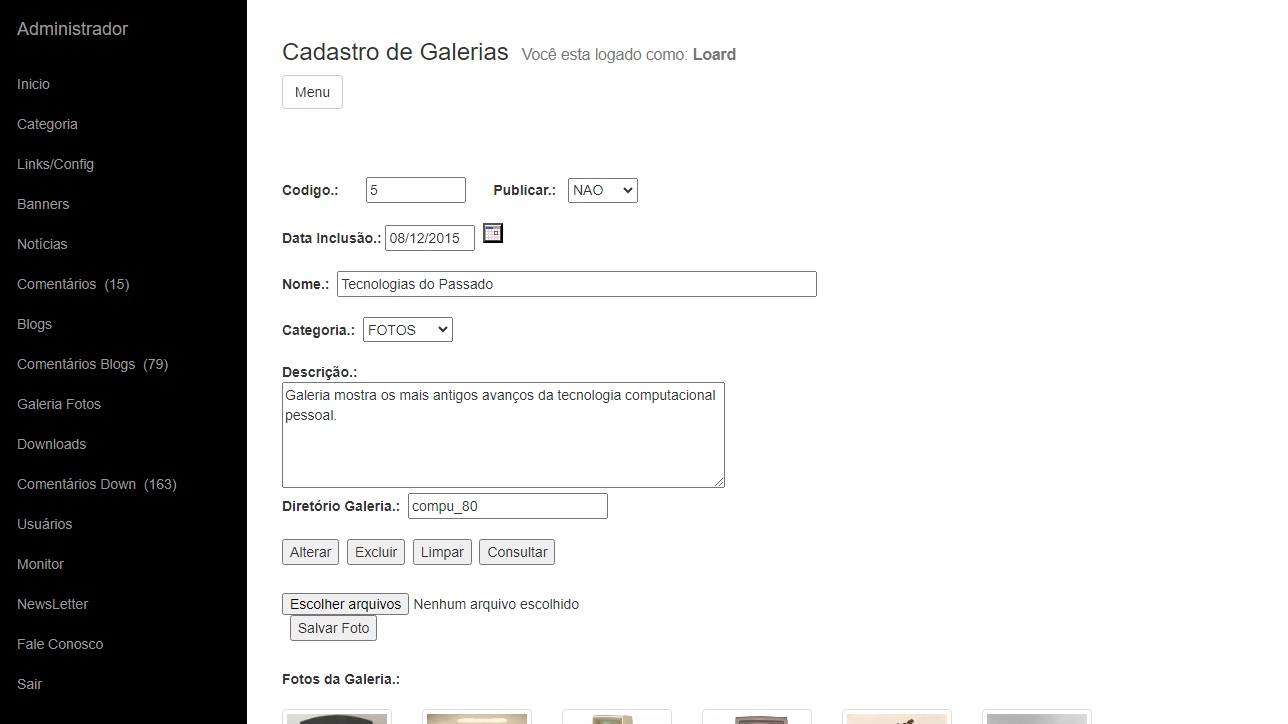 Administrador
Inicio
Categoria
Links/Config
Banners
Notícias
Comentários (15)
Blogs
Comentários Blogs (79)
Galeria Fotos
Downloads
Comentários Down (163)
Usuários
Monitor
NewsLetter
Fale Conosco
Sair
Cadastro de Galerias Você esta logado como: Loard
Menu
Codigo.: 5 Publicar.: NAO
Data Inclusão.: 08/12/2015
Nome.: Tecnologias do Passado
Categoria.: FOTOS
Descrição.:
Galeria mostra os mais antigos avanços da tecnologia computacional
pessoal.
Diretório Galeria.: compu_80
Alterar Excluir Limpar Consultar
Escolher arquivos Nenhum arquivo escolhido
Salvar Foto
Fotos da Galeria.: